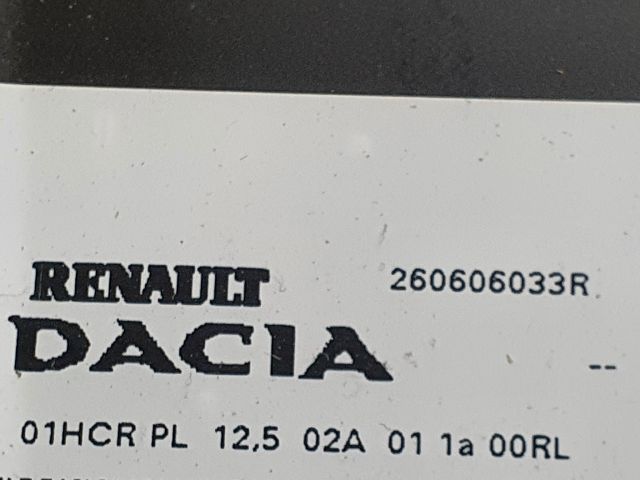 RENAULT 260606033R
DACIA --
01HCR PL 12,5 02A 01 1a 00RL